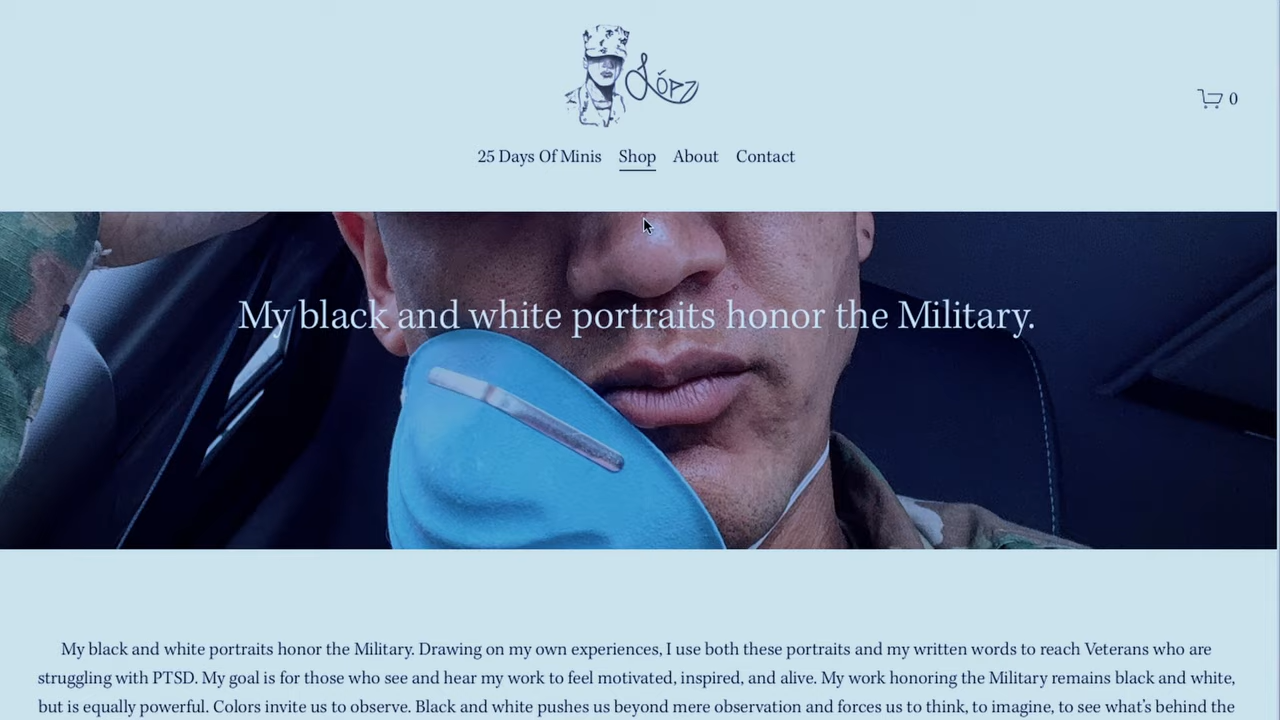 Lópz
0
25 Days Of Minis Shop About Contact
My black and white portraits honor the Military.
My black and white portraits honor the Military. Drawing on my own experiences, I use both these portraits and my written words to reach Veterans who are
struggling with PTSD. My goal is for those who see and hear my work to feel motivated, inspired, and alive. My work honoring the Military remains black and white,
but is equally powerful. Colors invite us to observe. Black and white pushes us beyond mere observation and forces us to think, to imagine, to see what’s behind the